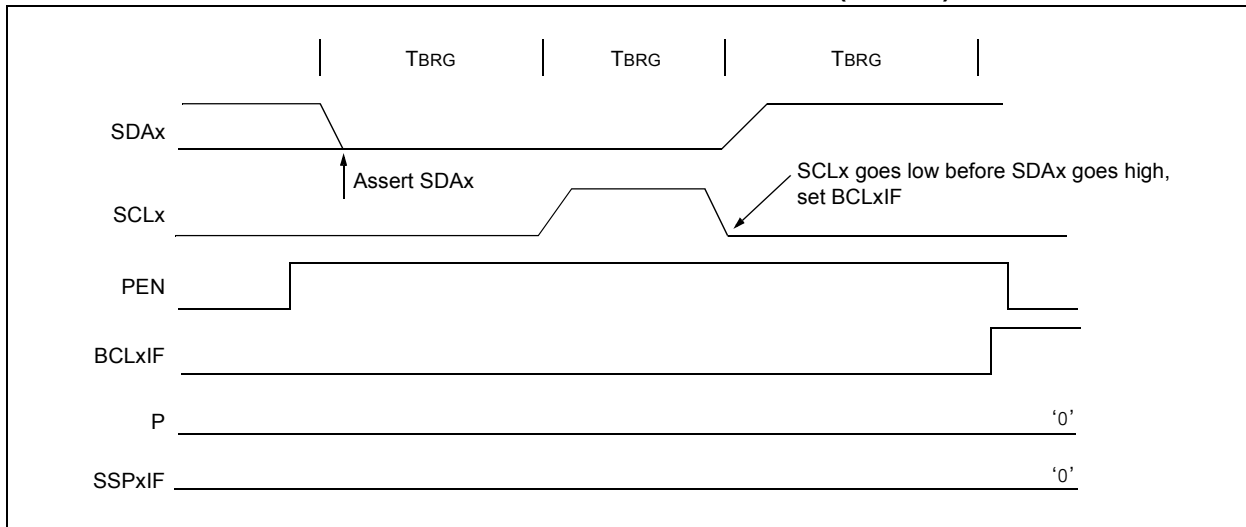 TBRG TBRG TBRG
SDAx
Assert SDAx
SCLx goes low before SDAx goes high,
set BCLxIF
SCLx
PEN
BCLxIF
P ‘0’
SSPxIF ‘0’